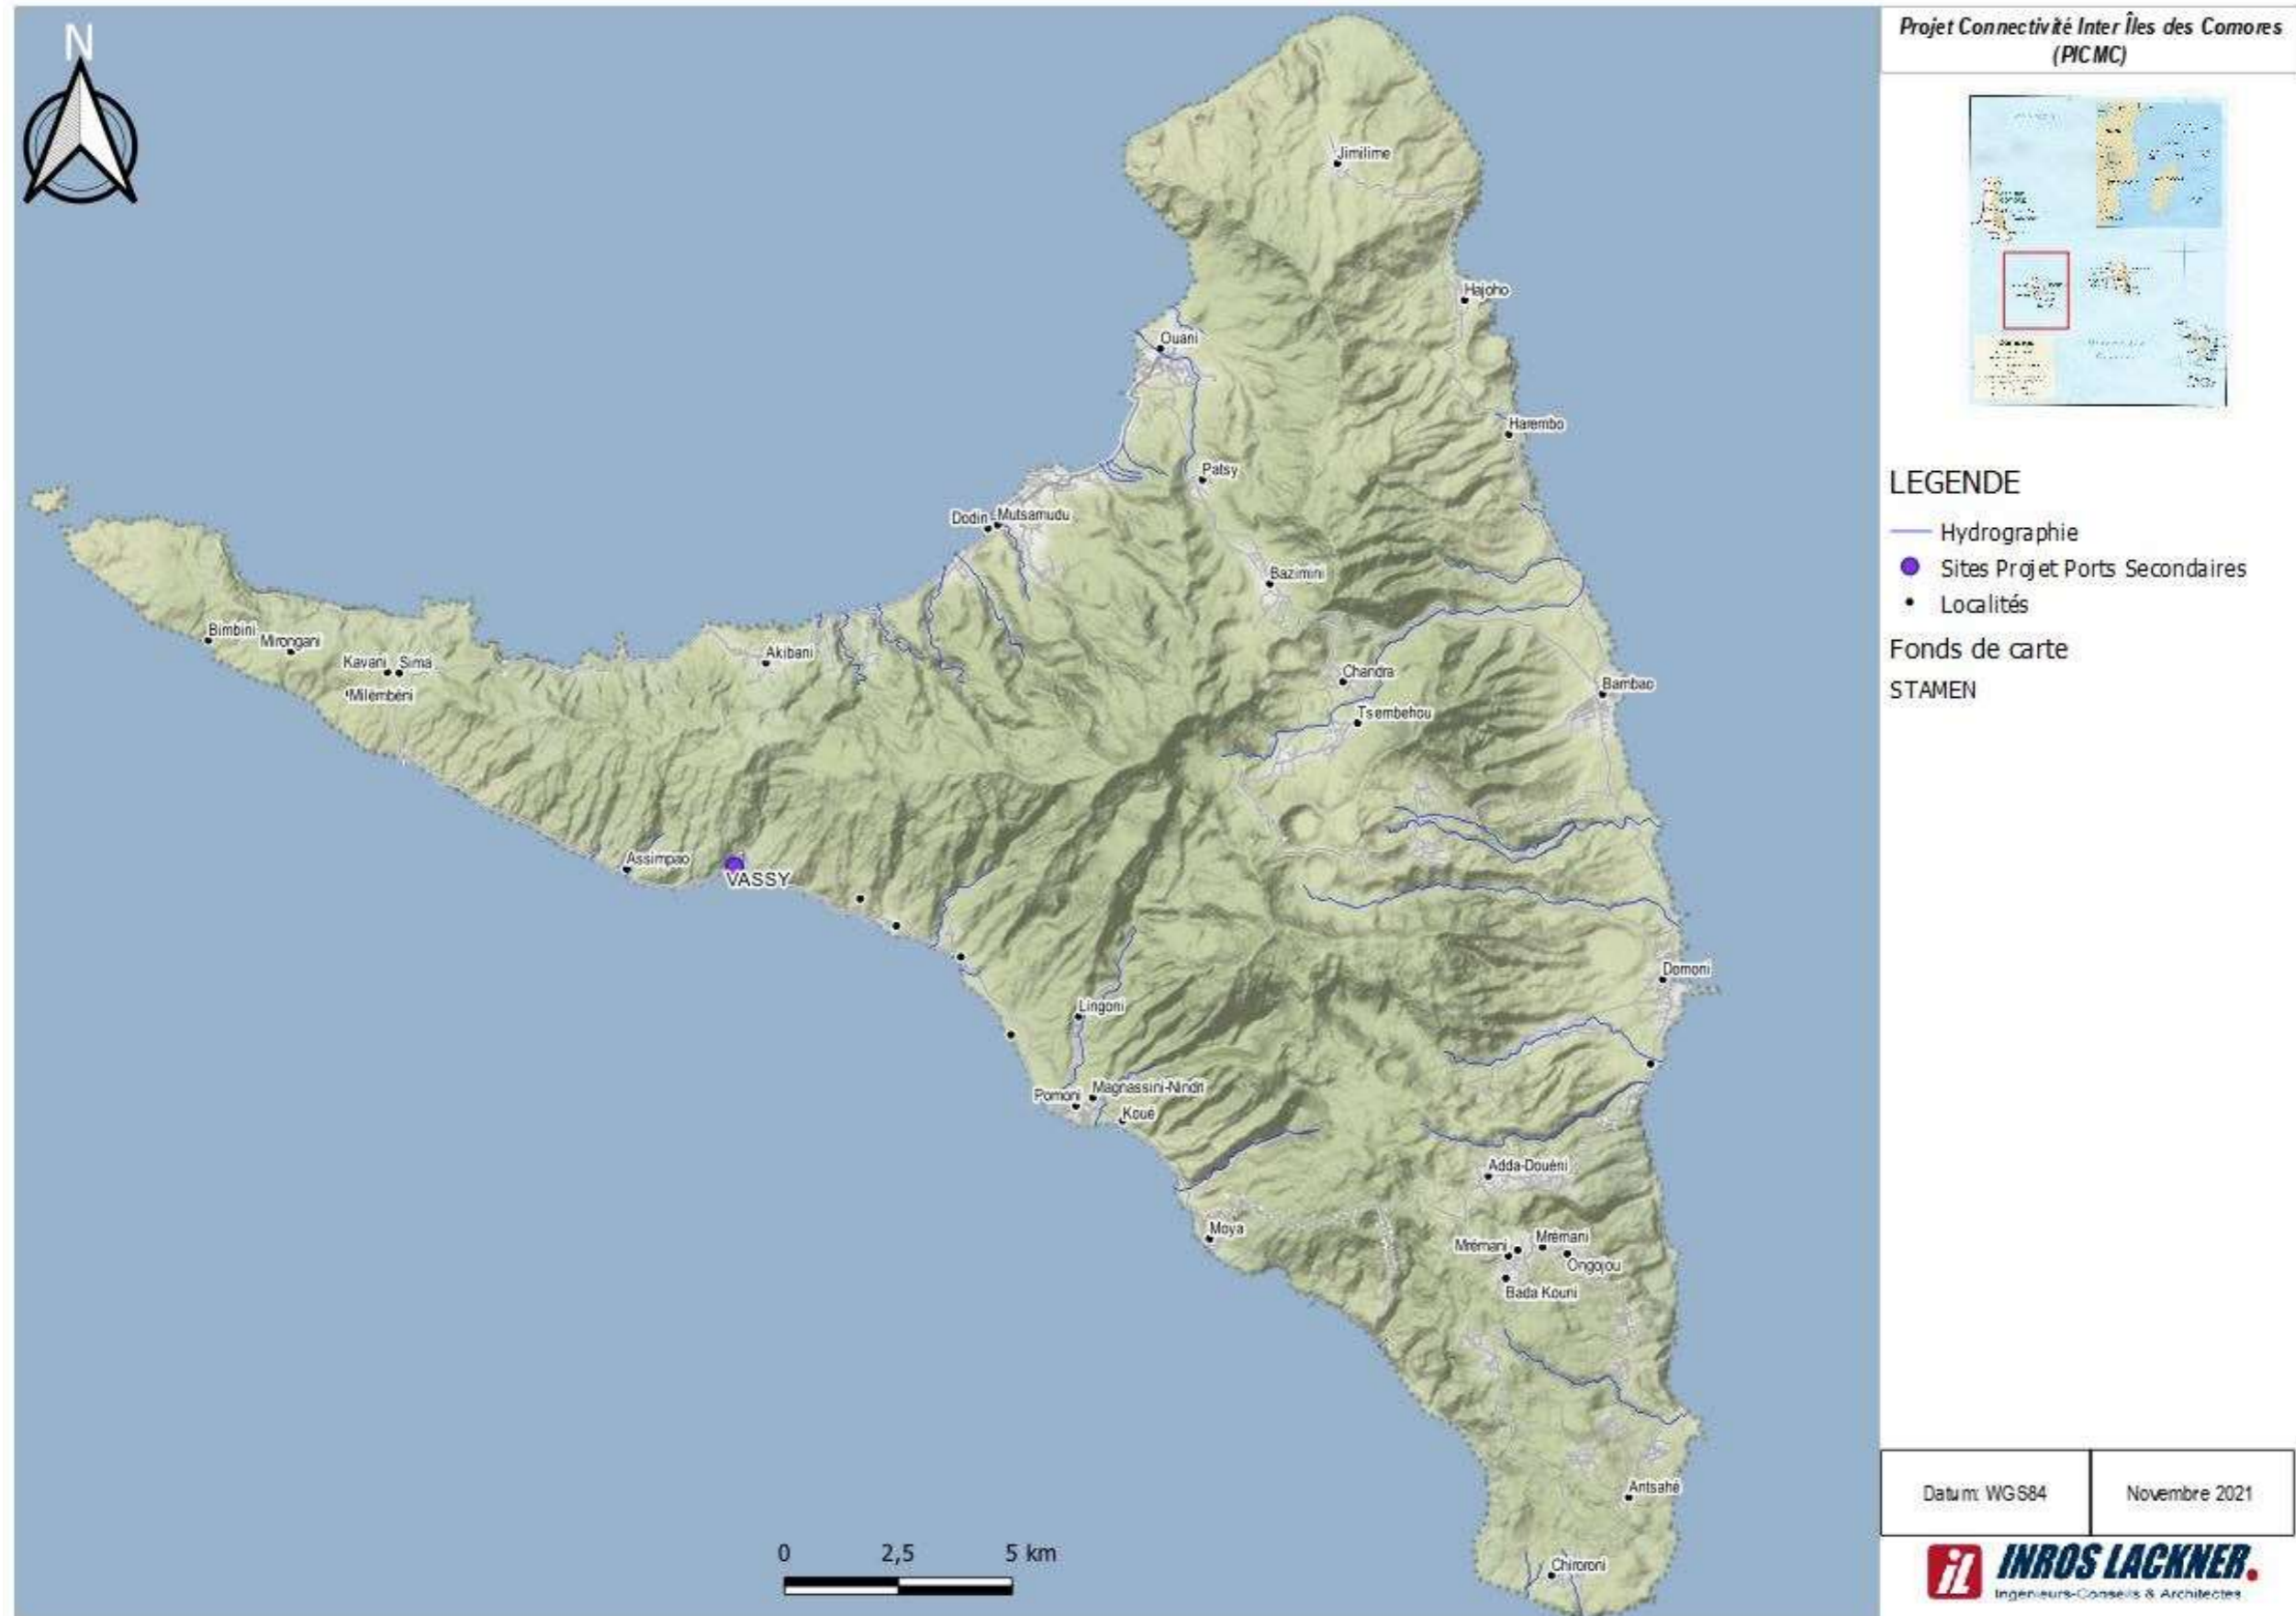 N
Jimilime
Hajoho
Ouani
Harembo
Patsy
Dodin
Mutsamudu
Bazimini
Bimbini
Mirongani
Kavani
Sima
Akibani
Milembéni
Chandra
Bambao
Tsembehou
Assimpao
VASSY
Domoni
Lingoni
Pomoni
Magnassini-Nindri
Koué
Adda-Douéni
Moya
Mrémani
Mrémani
Ongojou
Bada Kouni
Antsahé
Chiroroni
0 2,5 5 km
Projet Connectivité Inter Îles des Comores
(PICMC)
LEGENDE
Hydrographie
Sites Projet Ports Secondaires
Localités
Fonds de carte
STAMEN
Datum: WGS84
Novembre 2021
iL INROS LACKNER.
Ingénieurs-Conseils & Architectes